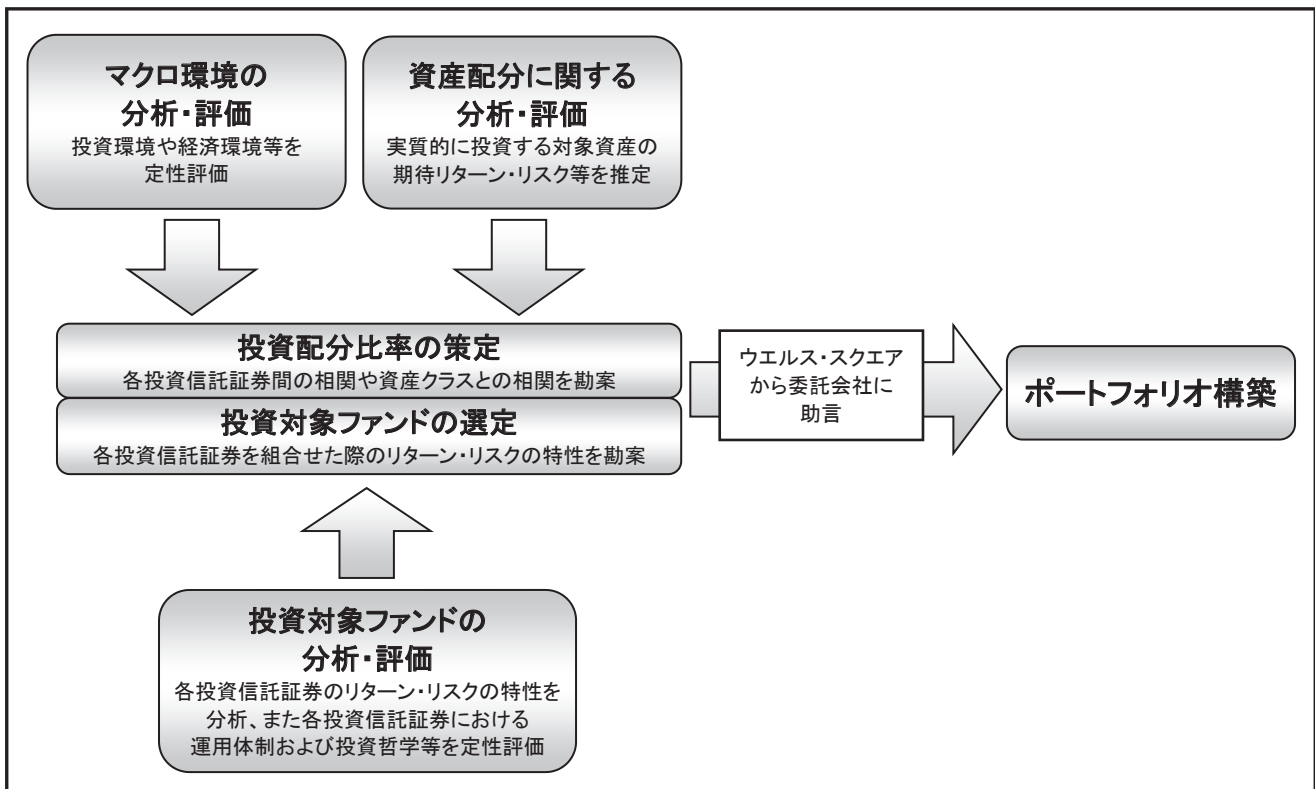 マクロ環境の
分析・評価
投資環境や経済環境等を
定性評価
資産配分に関する
分析・評価
実質的に投資する対象資産の
期待リターン・リスク等を推定
投資配分比率の策定
各投資信託証券間の相関や資産クラスとの相関を勘案
投資対象ファンドの選定
各投資信託証券を組合せた際のリターン・リスクの特性を勘案
ウエルス・スクエア
から委託会社に
助言
ポートフォリオ構築
投資対象ファンドの
分析・評価
各投資信託証券のリターン・リスクの特性を
分析、また各投資信託証券における
運用体制および投資哲学等を定性評価